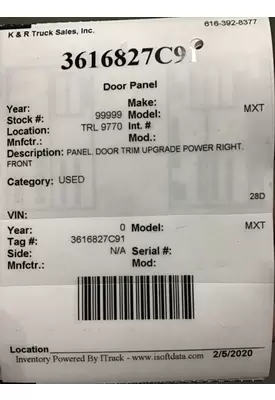 K & R Truck Sales, Inc. 616-392-8377
3616827C91
Door Panel
Year: Make:
Stock #: 99999 Model: MXT
Location: TRL 9770 Int. #
Mnfctr.: Mod.:
Description: PANEL, DOOR TRIM UPGRADE POWER RIGHT,
FRONT
Category: USED
28D
VIN:
Year: 0 Model: MXT
Tag #: 3616827C91
Side: N/A Serial #:
Mnfctr.: Mod:
Location
Inventory Powered By ITrack - www.isoftdata.com 2/5/2020